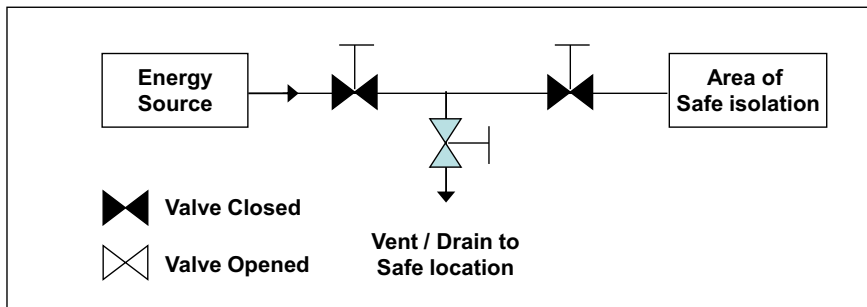 Energy
Source
Area of
Safe isolation
Valve Closed
Valve Opened
Vent / Drain to
Safe location